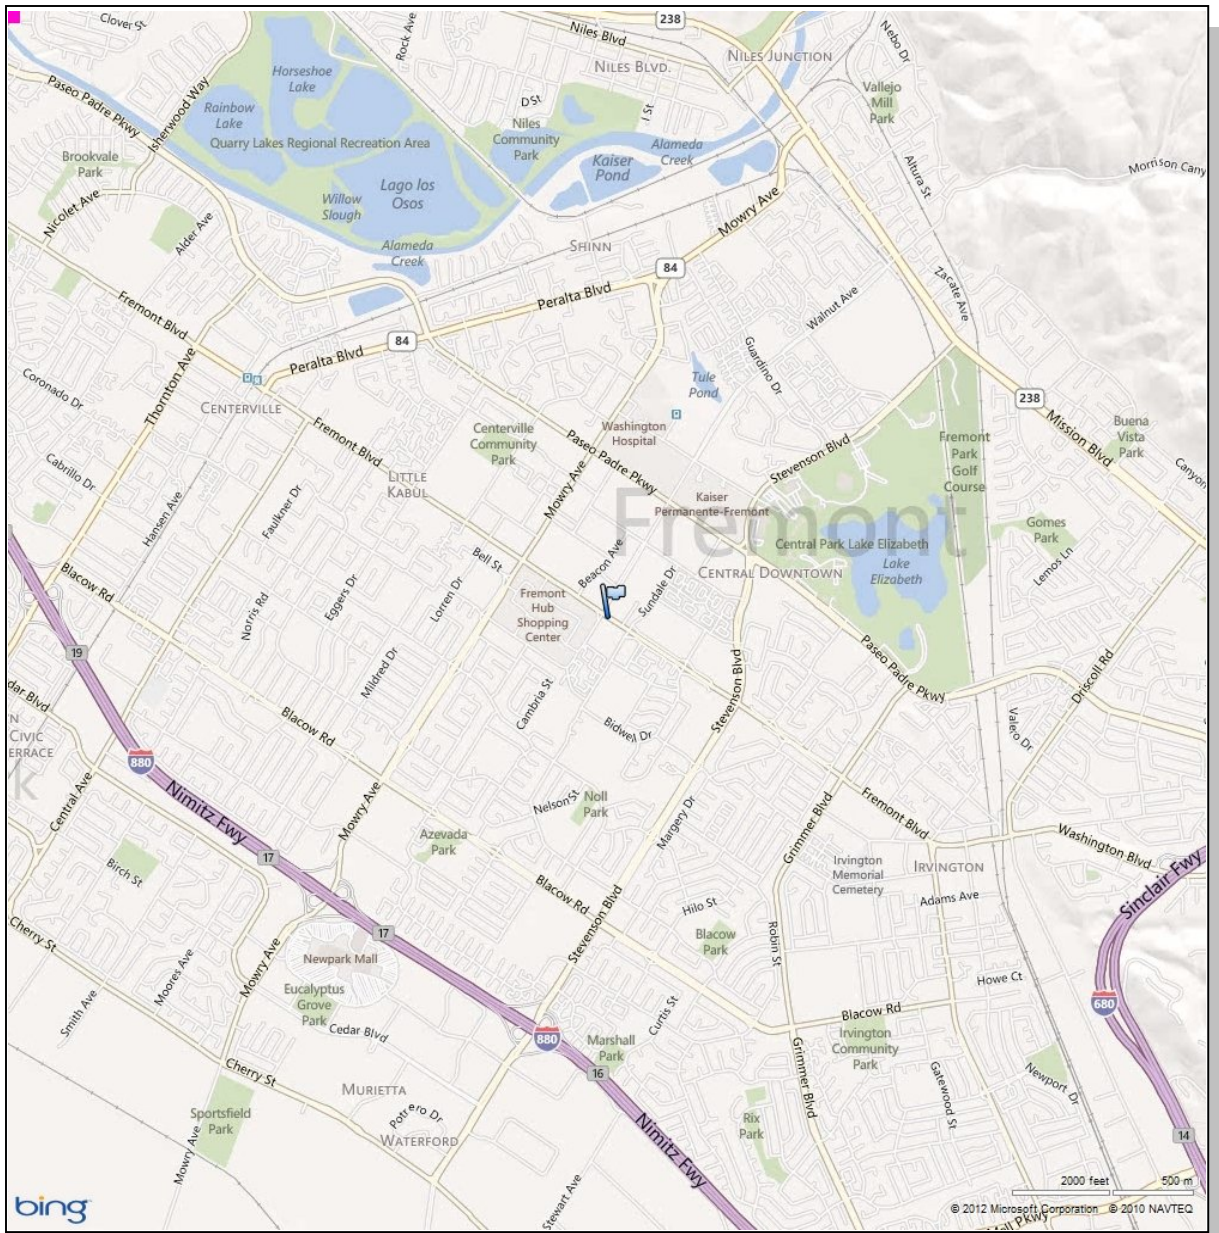 Clover St
Rock Ave
Niles Blvd
238
NILES JUNCTION
Nebo Dr
NILES BLVD.
Horseshoe
Lake
Paseo Padre Pkwy
Isherwood Way
Rainbow
Lake
D St
I St
Vallejo
Mill
Park
Quarry Lakes Regional Recreation Area
Niles
Community
Park
Alameda
Creek
Kaiser
Pond
Brookvale
Park
Altura St
Morrison Cany
Lago los
Osos
Willow
Slough
Nicolet Ave
Alder Ave
Mowry Ave
Alameda
Creek
SHINN
84
Zacate Ave
Peralta Blvd
Walnut Ave
Fremont Blvd
84
Peralta Blvd
Guardino Dr
Thornton Ave
Coronado Dr
Tule
Pond
CENTERVILLE
238
Mission Blvd
Centerville
Community
Park
Washington
Hospital
Fremont Blvd
Paseo Padre Pkwy
Stevenson Blvd
Fremont
Park
Golf
Course
Buena
Vista
Park
Canyon
Cabrillo Dr
LITTLE
KABUL
Mowry Ave
Hansen Ave
Faulkner Dr
Kaiser
Permanente-Fremont
Fremont
Gomes
Park
Central Park Lake Elizabeth
Lake
Elizabeth
Bell St
Beacon Ave
CENTRAL DOWNTOWN
Lemos Ln
Blacow Rd
Norris Rd
Eggers Dr
Lorren Dr
Fremont
Hub
Shopping
Center
Sundale Dr
19
Mildred Dr
Stevenson Blvd
Paseo Padre Pkwy
Driscoll Rd
dar Blvd
Cambria St
Bidwell Dr
Valero Dr
N
CIVIC
ERRACE
k
Blacow Rd
880
Nimitz Fwy
Central Ave
Mowry Ave
Nelson St
Noll
Park
Margery Dr
Grimmer Blvd
Fremont Blvd
Washington Blvd
Azevada
Park
17
Birch St
Irvington
Memorial
Cemetery
IRVINGTON
Sinclair Fwy
Blacow Rd
Stevenson Blvd
Hilo St
Adams Ave
Cherry St
17
Blacow
Park
Robin St
Mowry Ave
Moores Ave
Newpark Mall
Howe Ct
Smith Ave
Eucalyptus
Grove
Park
Cedar Blvd
Curtis St
Blacow Rd
680
880
Marshall
Park
Irvington
Community
Park
16
Grimmer Blvd
Cherry St
MURIETTA
Gatewood St
Newport Dr
Sportsfield
Park
Potrero Dr
WATERFORD
Rix
Park
Nimitz Fwy
14
Mowry Ave
Stewart Ave
2000 feet
500 m
bing
© 2012 Microsoft Corporation
© 2010 NAVTEQ
Mall Pkwy